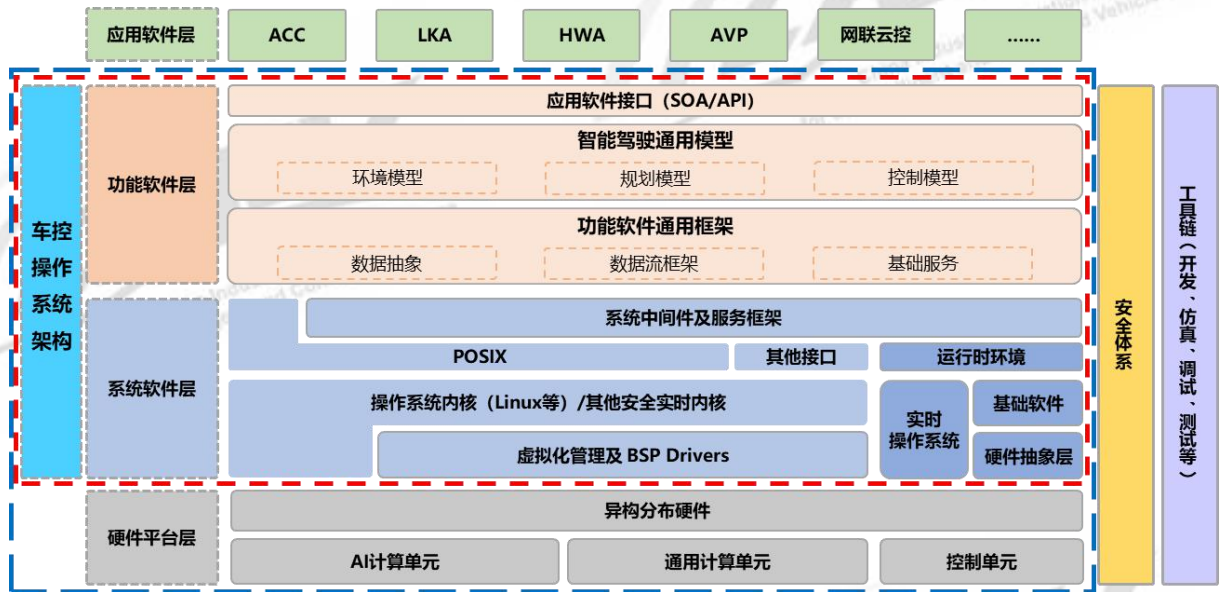 应用软件层
ACC
LKA
HWA
AVP
网联云控
......
车控
操作
系统
架构
功能软件层
应用软件接口（SOA/API）
智能驾驶通用模型
环境模型
规划模型
控制模型
功能软件通用框架
数据抽象
数据流框架
基础服务
系统软件层
系统中间件及服务框架
POSIX
其他接口
运行时环境
操作系统内核（Linux等）/其他安全实时内核
虚拟化管理及 BSP Drivers
实时
操作系统
基础软件
硬件抽象层
硬件平台层
异构分布硬件
AI计算单元
通用计算单元
控制单元
安全体系
工具链（开发、仿真、调试、测试等）